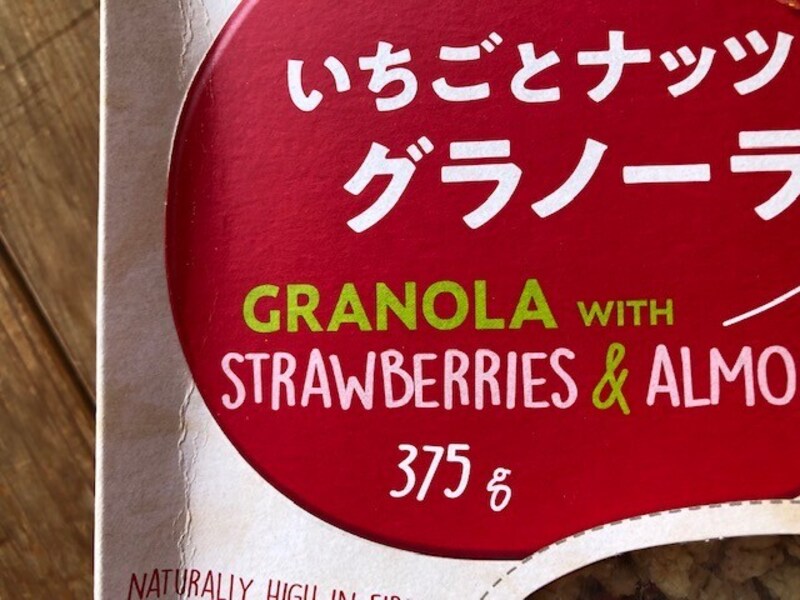 いちごとナッツ
グラノーラ
GRANOLA WITH
STRAWBERRIES & ALMO
375g
NATURALLY HIGH IN